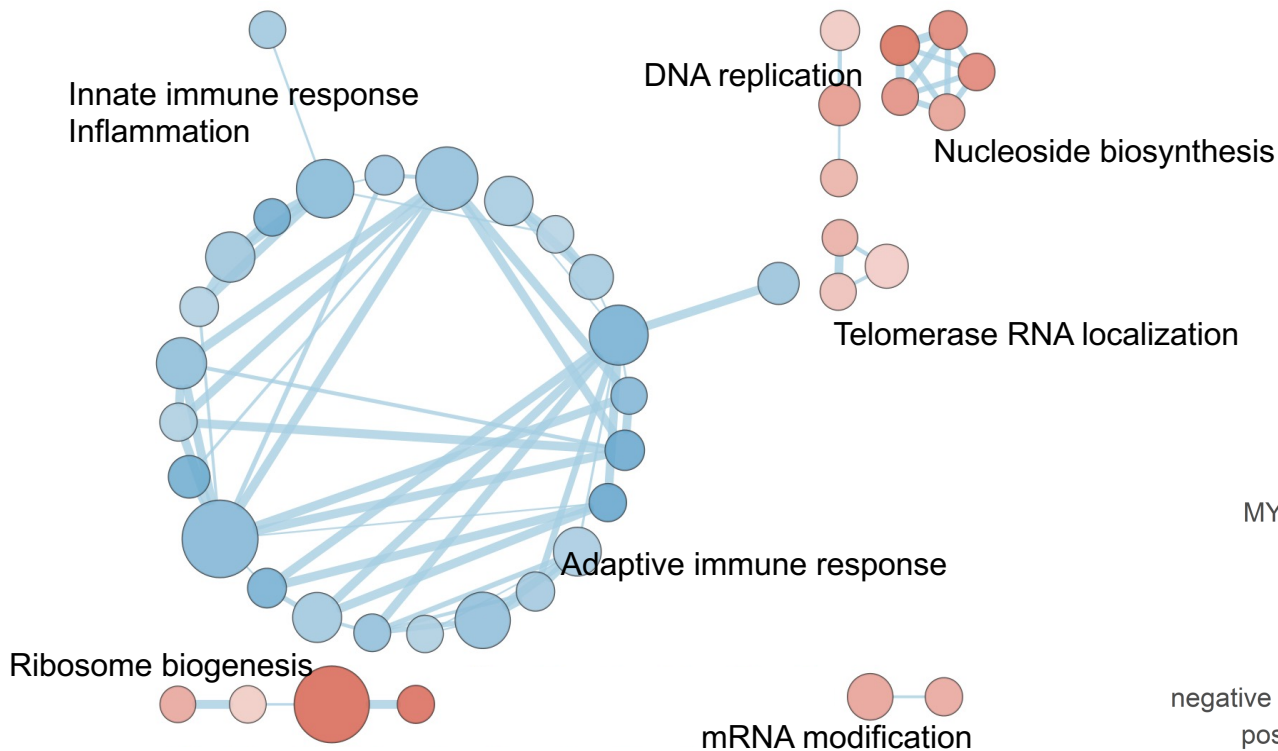 Innate immune response
Inflammation
DNA replication
Nucleoside biosynthesis
Telomerase RNA localization
MY
Adaptive immune response
Ribosome biogenesis
mRNA modification
negative
pos